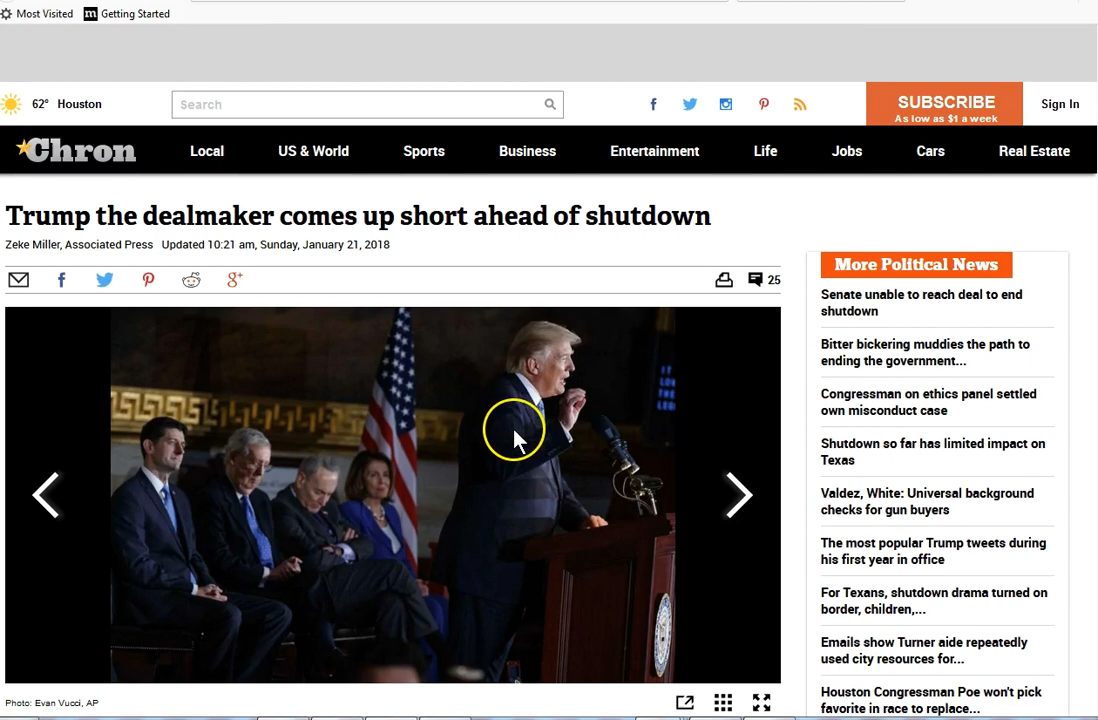 Most Visited
m Getting Started
62° Houston
Search
SUBSCRIBE
As low as $1 a week
Sign In
Chron
Local
US & World
Sports
Business
Entertainment
Life
Jobs
Cars
Real Estate
Trump the dealmaker comes up short ahead of shutdown
Zeke Miller, Associated Press Updated 10:21 am, Sunday, January 21, 2018
25
Photo: Evan Vucci, AP
More Political News
Senate unable to reach deal to end
shutdown
Bitter bickering muddies the path to
ending the government...
Congressman on ethics panel settled
own misconduct case
Shutdown so far has limited impact on
Texas
Valdez, White: Universal background
checks for gun buyers
The most popular Trump tweets during
his first year in office
For Texans, shutdown drama turned on
border, children,...
Emails show Turner aide repeatedly
used city resources for...
Houston Congressman Poe won't pick
favorite in race to replace...